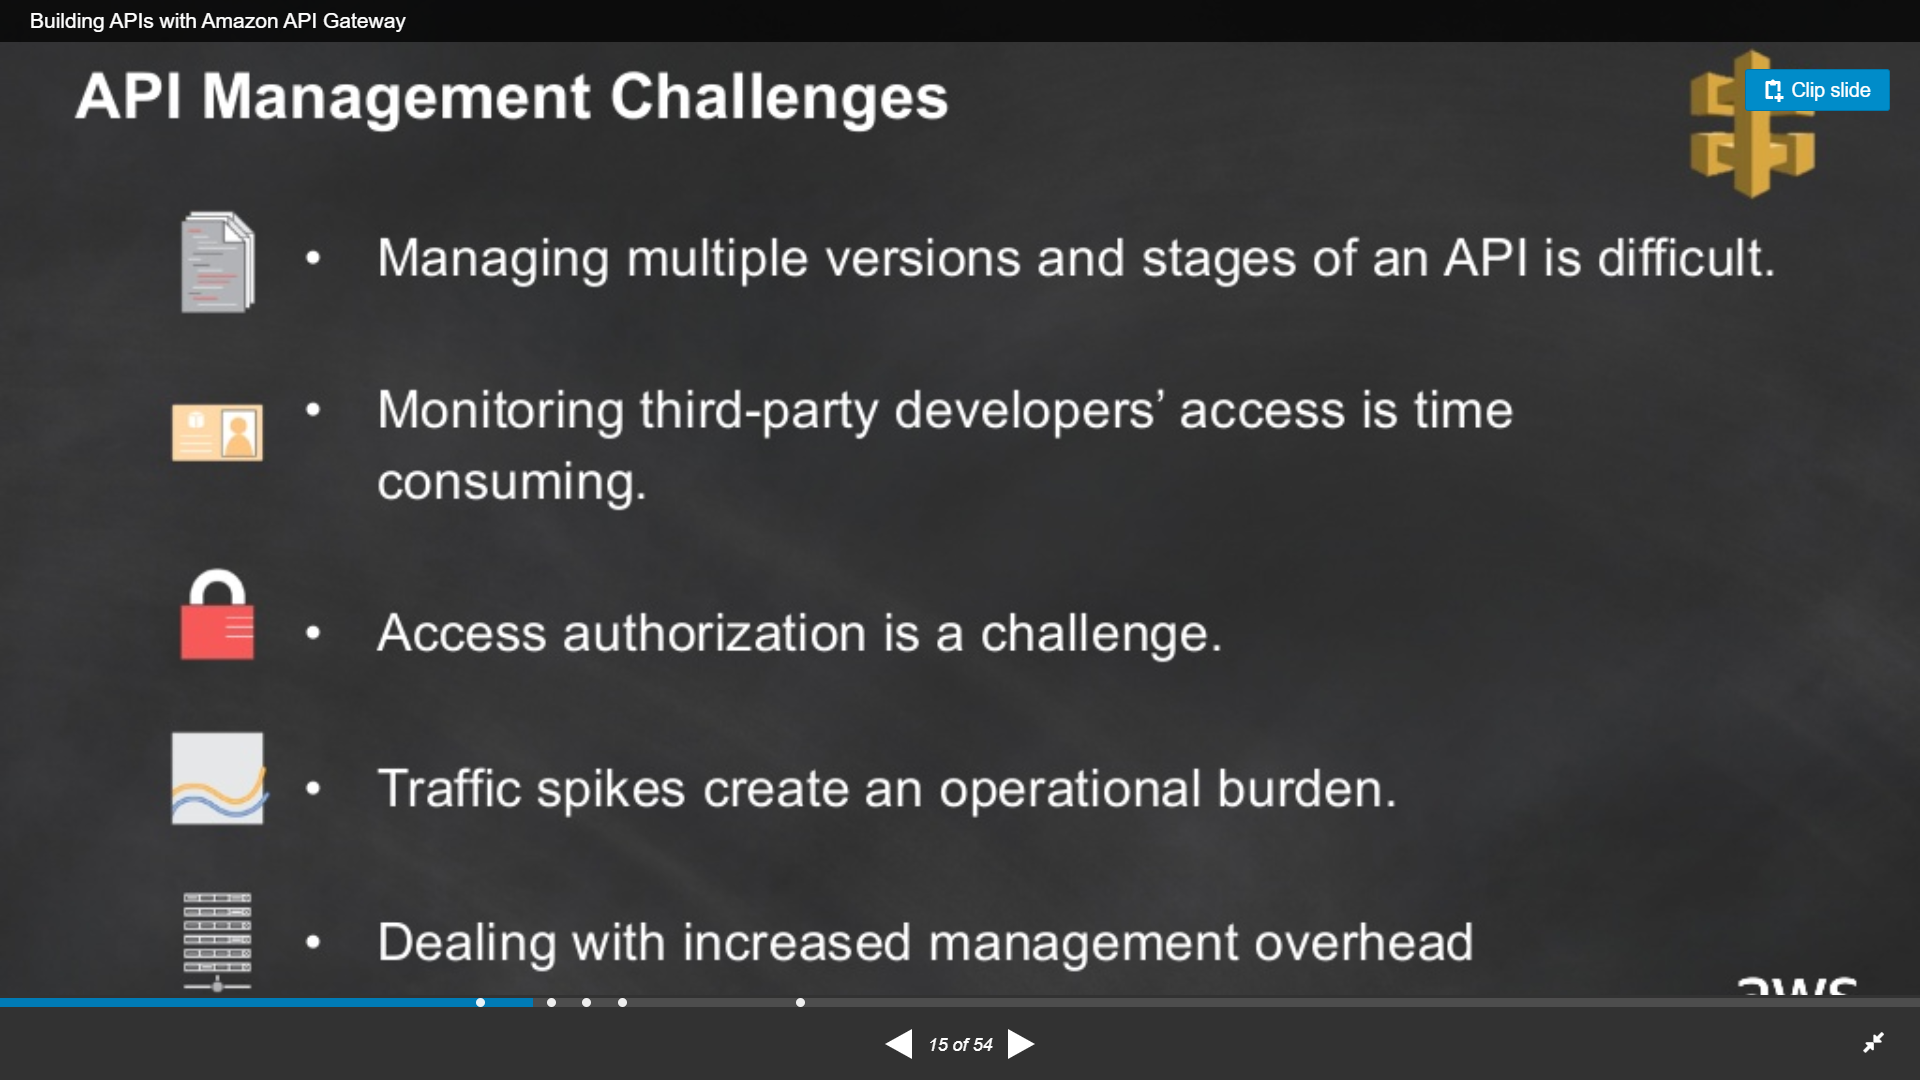 Building APIs with Amazon API Gateway
API Management Challenges
Clip slide
• Managing multiple versions and stages of an API is difficult.
• Monitoring third-party developers’ access is time
consuming.
• Access authorization is a challenge.
• Traffic spikes create an operational burden.
• Dealing with increased management overhead
aws
15 of 54